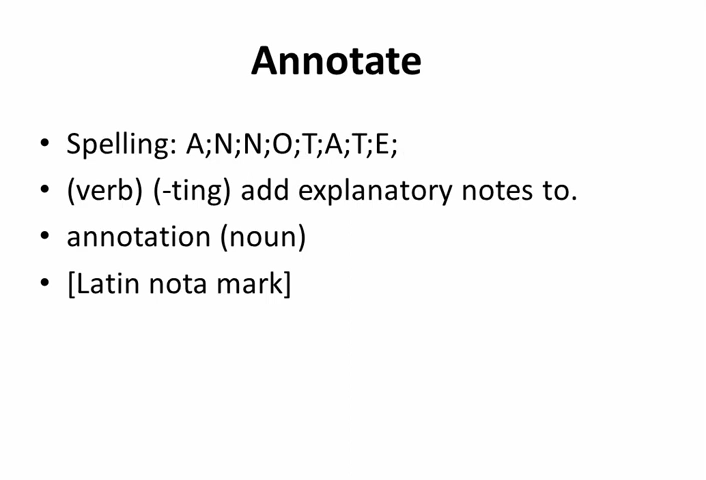 Annotate
• Spelling: A;N;N;O;T;A;T;E;
• (verb) (-ting) add explanatory notes to.
• annotation (noun)
• [Latin nota mark]